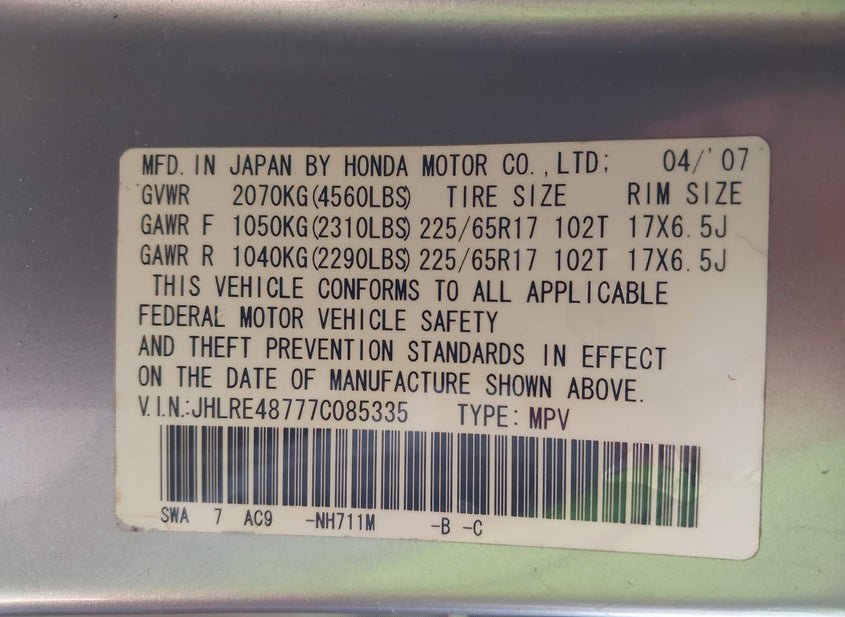 MFD. IN JAPAN BY HONDA MOTOR CO.,LTD; 04/'07
GVWR 2070KG(4560LBS) TIRE SIZE RIM SIZE
GAWR F 1050KG(2310LBS) 225/65R17 102T 17X6.5J
GAWR R 1040KG(2290LBS) 225/65R17 102T 17X6.5J
THIS VEHICLE CONFORMS TO ALL APPLICABLE
FEDERAL MOTOR VEHICLE SAFETY
AND THEFT PREVENTION STANDARDS IN EFFECT
ON THE DATE OF MANUFACTURE SHOWN ABOVE.
V.I.N.:JHLRE48777C085335 TYPE: MPV
SWA 7 AC9 -NH711M -B -C